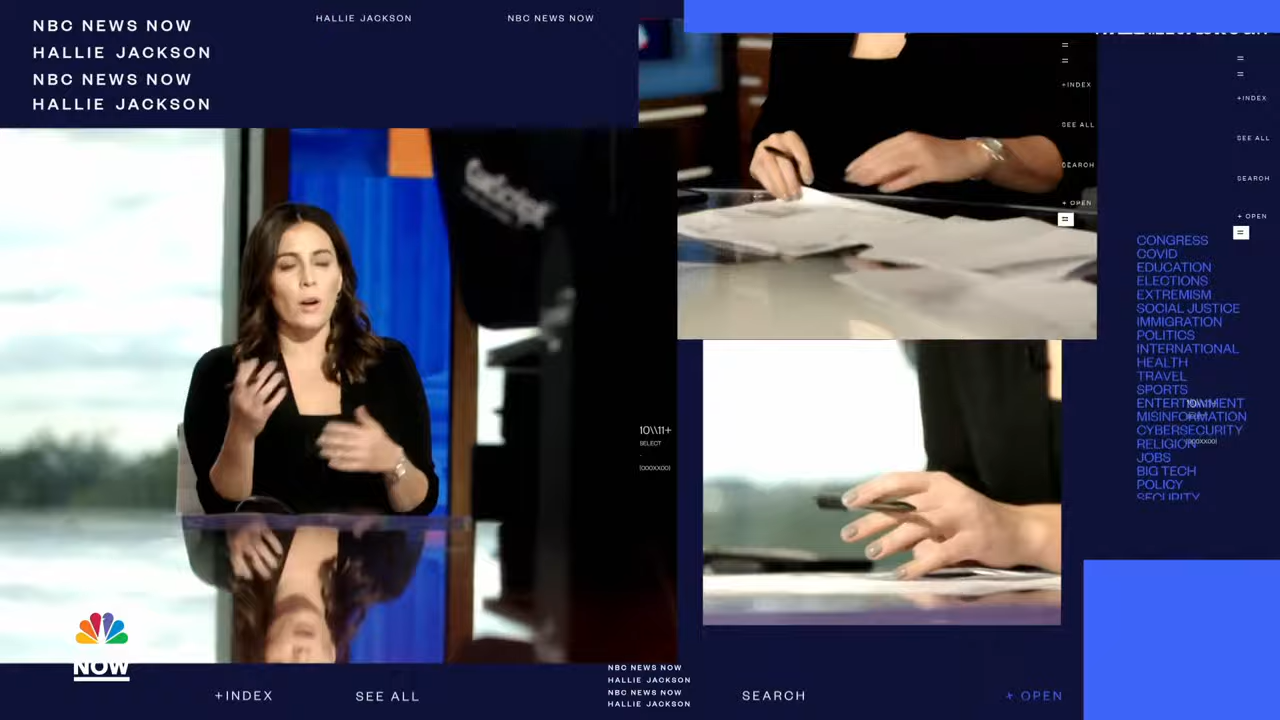 NBC NEWS NOW
HALLIE JACKSON
NBC NEWS NOW
HALLIE JACKSON
HALLIE JACKSON
NBC NEWS NOW
+INDEX
SEE ALL
SEARCH
+ OPEN
+INDEX
SEE ALL
SEARCH
+ OPEN
CONGRESS
COVID
EDUCATION
ELECTIONS
EXTREMISM
SOCIAL JUSTICE
IMMIGRATION
POLITICS
INTERNATIONAL
HEALTH
TRAVEL
SPORTS
ENTERTAINMENT
MISINFORMATION
CYBERSECURITY
RELIGION
JOBS
BIG TECH
POLICY
SECURITY
10\\11+
SELECT
(000XX00)
(000XX00)
NOW
+INDEX
SEE ALL
NBC NEWS NOW
HALLIE JACKSON
NBC NEWS NOW
HALLIE JACKSON
SEARCH
+ OPEN